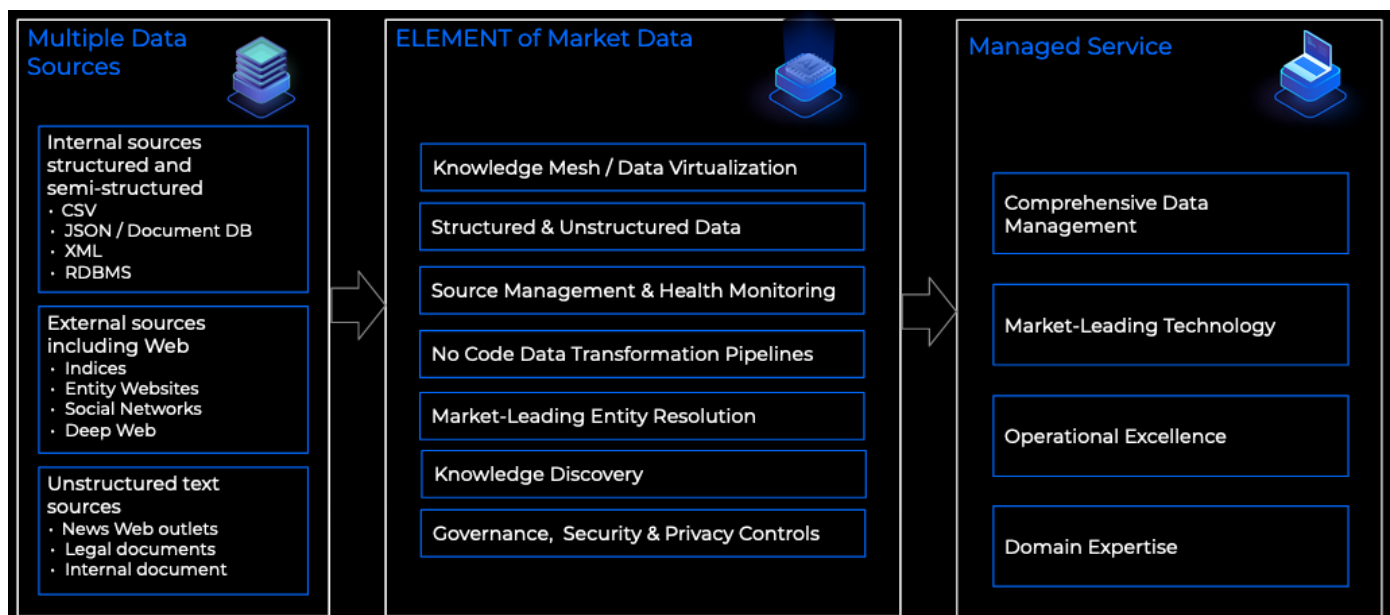 Multiple Data
Sources
Internal sources
structured and
semi-structured
· CSV
· JSON / Document DB
· XML
· RDBMS
External sources
including Web
· Indices
· Entity Websites
· Social Networks
· Deep Web
Unstructured text
sources
· News Web outlets
· Legal documents
· Internal document
ELEMENT of Market Data
AI
Knowledge Mesh / Data Virtualization
Structured & Unstructured Data
Source Management & Health Monitoring
No Code Data Transformation Pipelines
Market-Leading Entity Resolution
Knowledge Discovery
Governance, Security & Privacy Controls
Managed Service
Comprehensive Data
Management
Market-Leading Technology
Operational Excellence
Domain Expertise